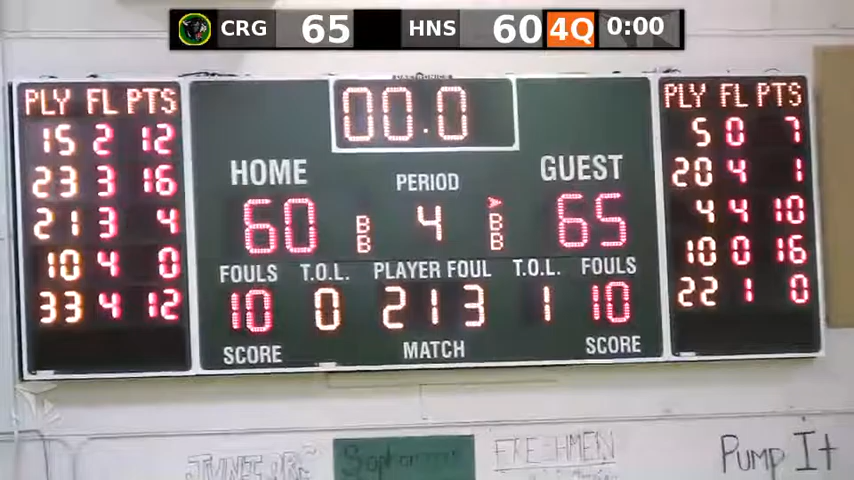 CRG 65 HNS 60 4Q 0:00
PLY FL PTS
15 2 12
23 3 16
21 3 4
10 4 0
33 4 12
00.0
HOME PERIOD GUEST
60 B B 4 B B 65
FOULS T.O.L. PLAYER FOUL T.O.L. FOULS
10 0 21 3 1 10
SCORE MATCH SCORE
PLY FL PTS
5 0 7
20 4 1
4 4 10
10 0 16
22 1 0
FRESHMEN
Pump It